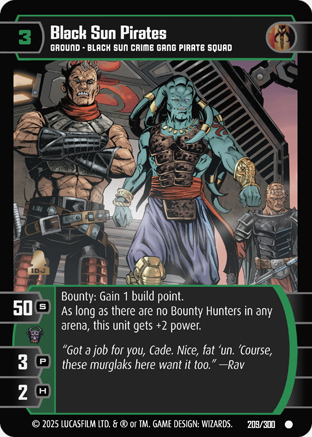 3
Black Sun Pirates
GROUND - BLACK SUN CRIME GANG PIRATE SQUAD
50 S
Bounty: Gain 1 build point.
As long as there are no Bounty Hunters in any
arena, this unit gets +2 power.
3 P
“Got a job for you, Cade. Nice, fat ’un. ’Course,
these murglaks here want it too.” —Rav
2 H
© 2025 LUCASFILM LTD. & ® or TM. GAME DESIGN: WIZARDS. 209/300